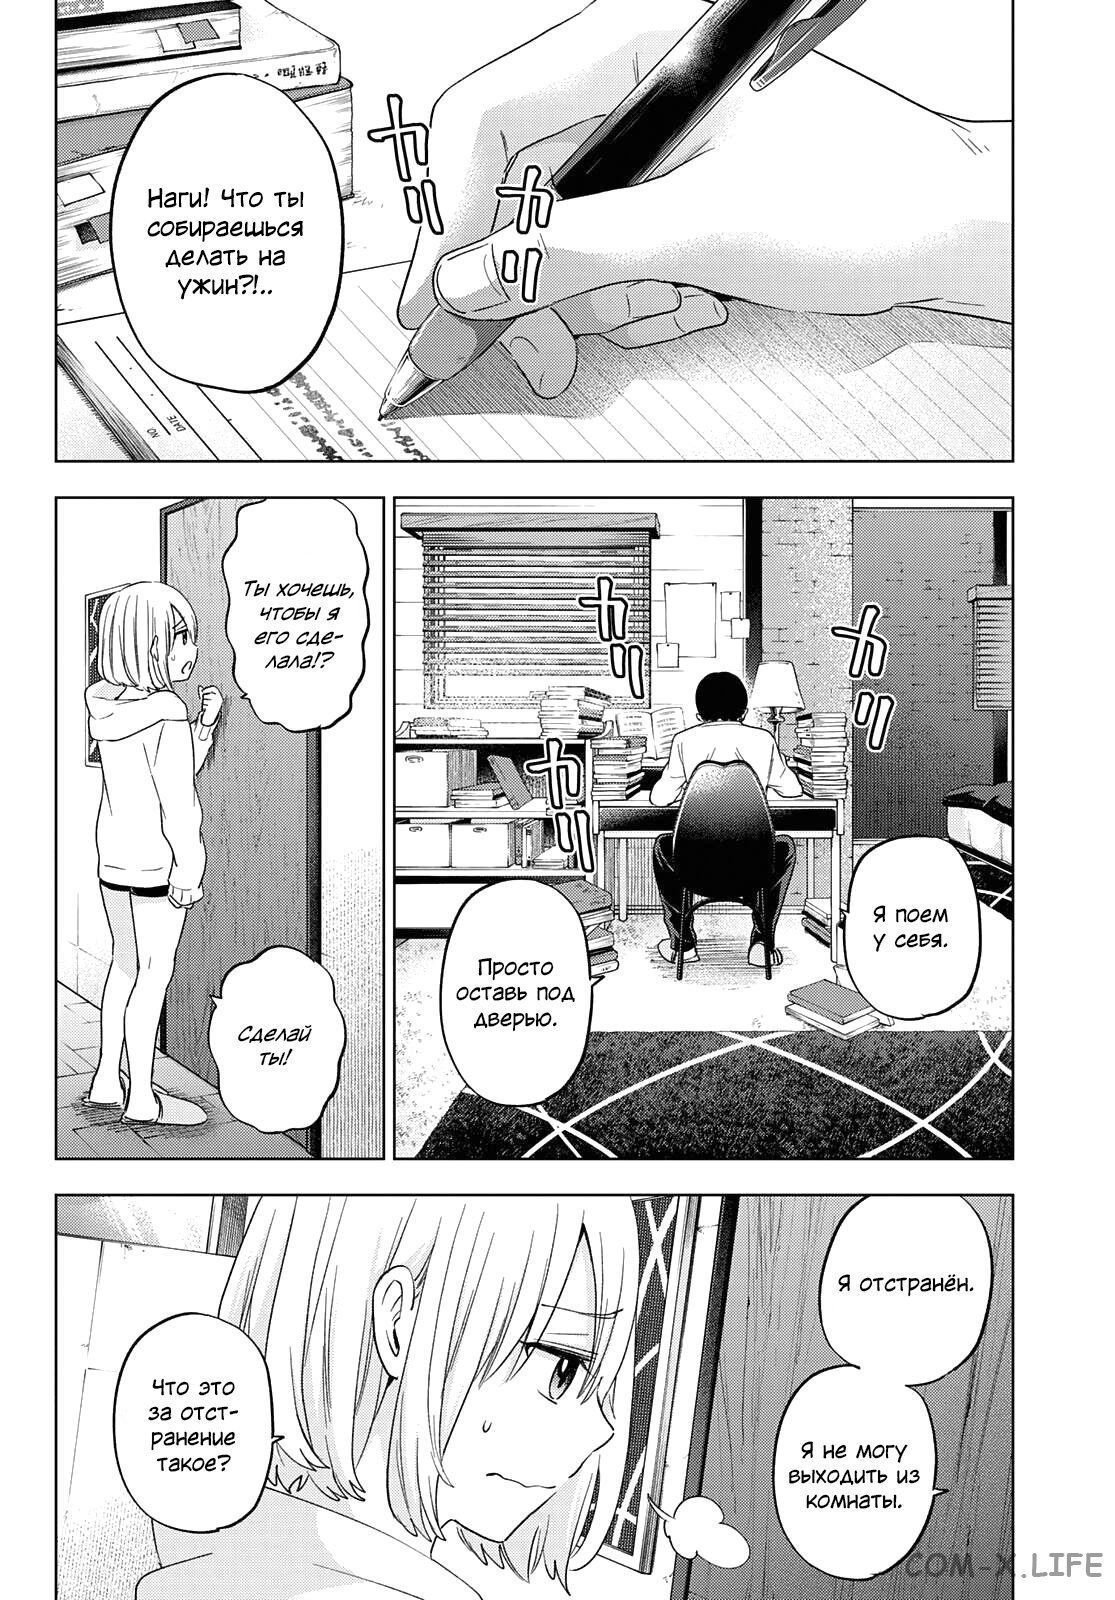 Наги! Что ты
собираешься
делать на
ужин?!..
カリ
カリ
NO.
DATE
カリ
カリ
カリ
Я поем
у себя.
Просто
оставь под
дверью.
Ты хочешь,
чтобы я
его сде-
лала!?
Сделай
ты!
Я отстранён.
Я не могу
выходить из
комнаты.
Что это
за отст-
ранение
такое?
COM-X.LIFE